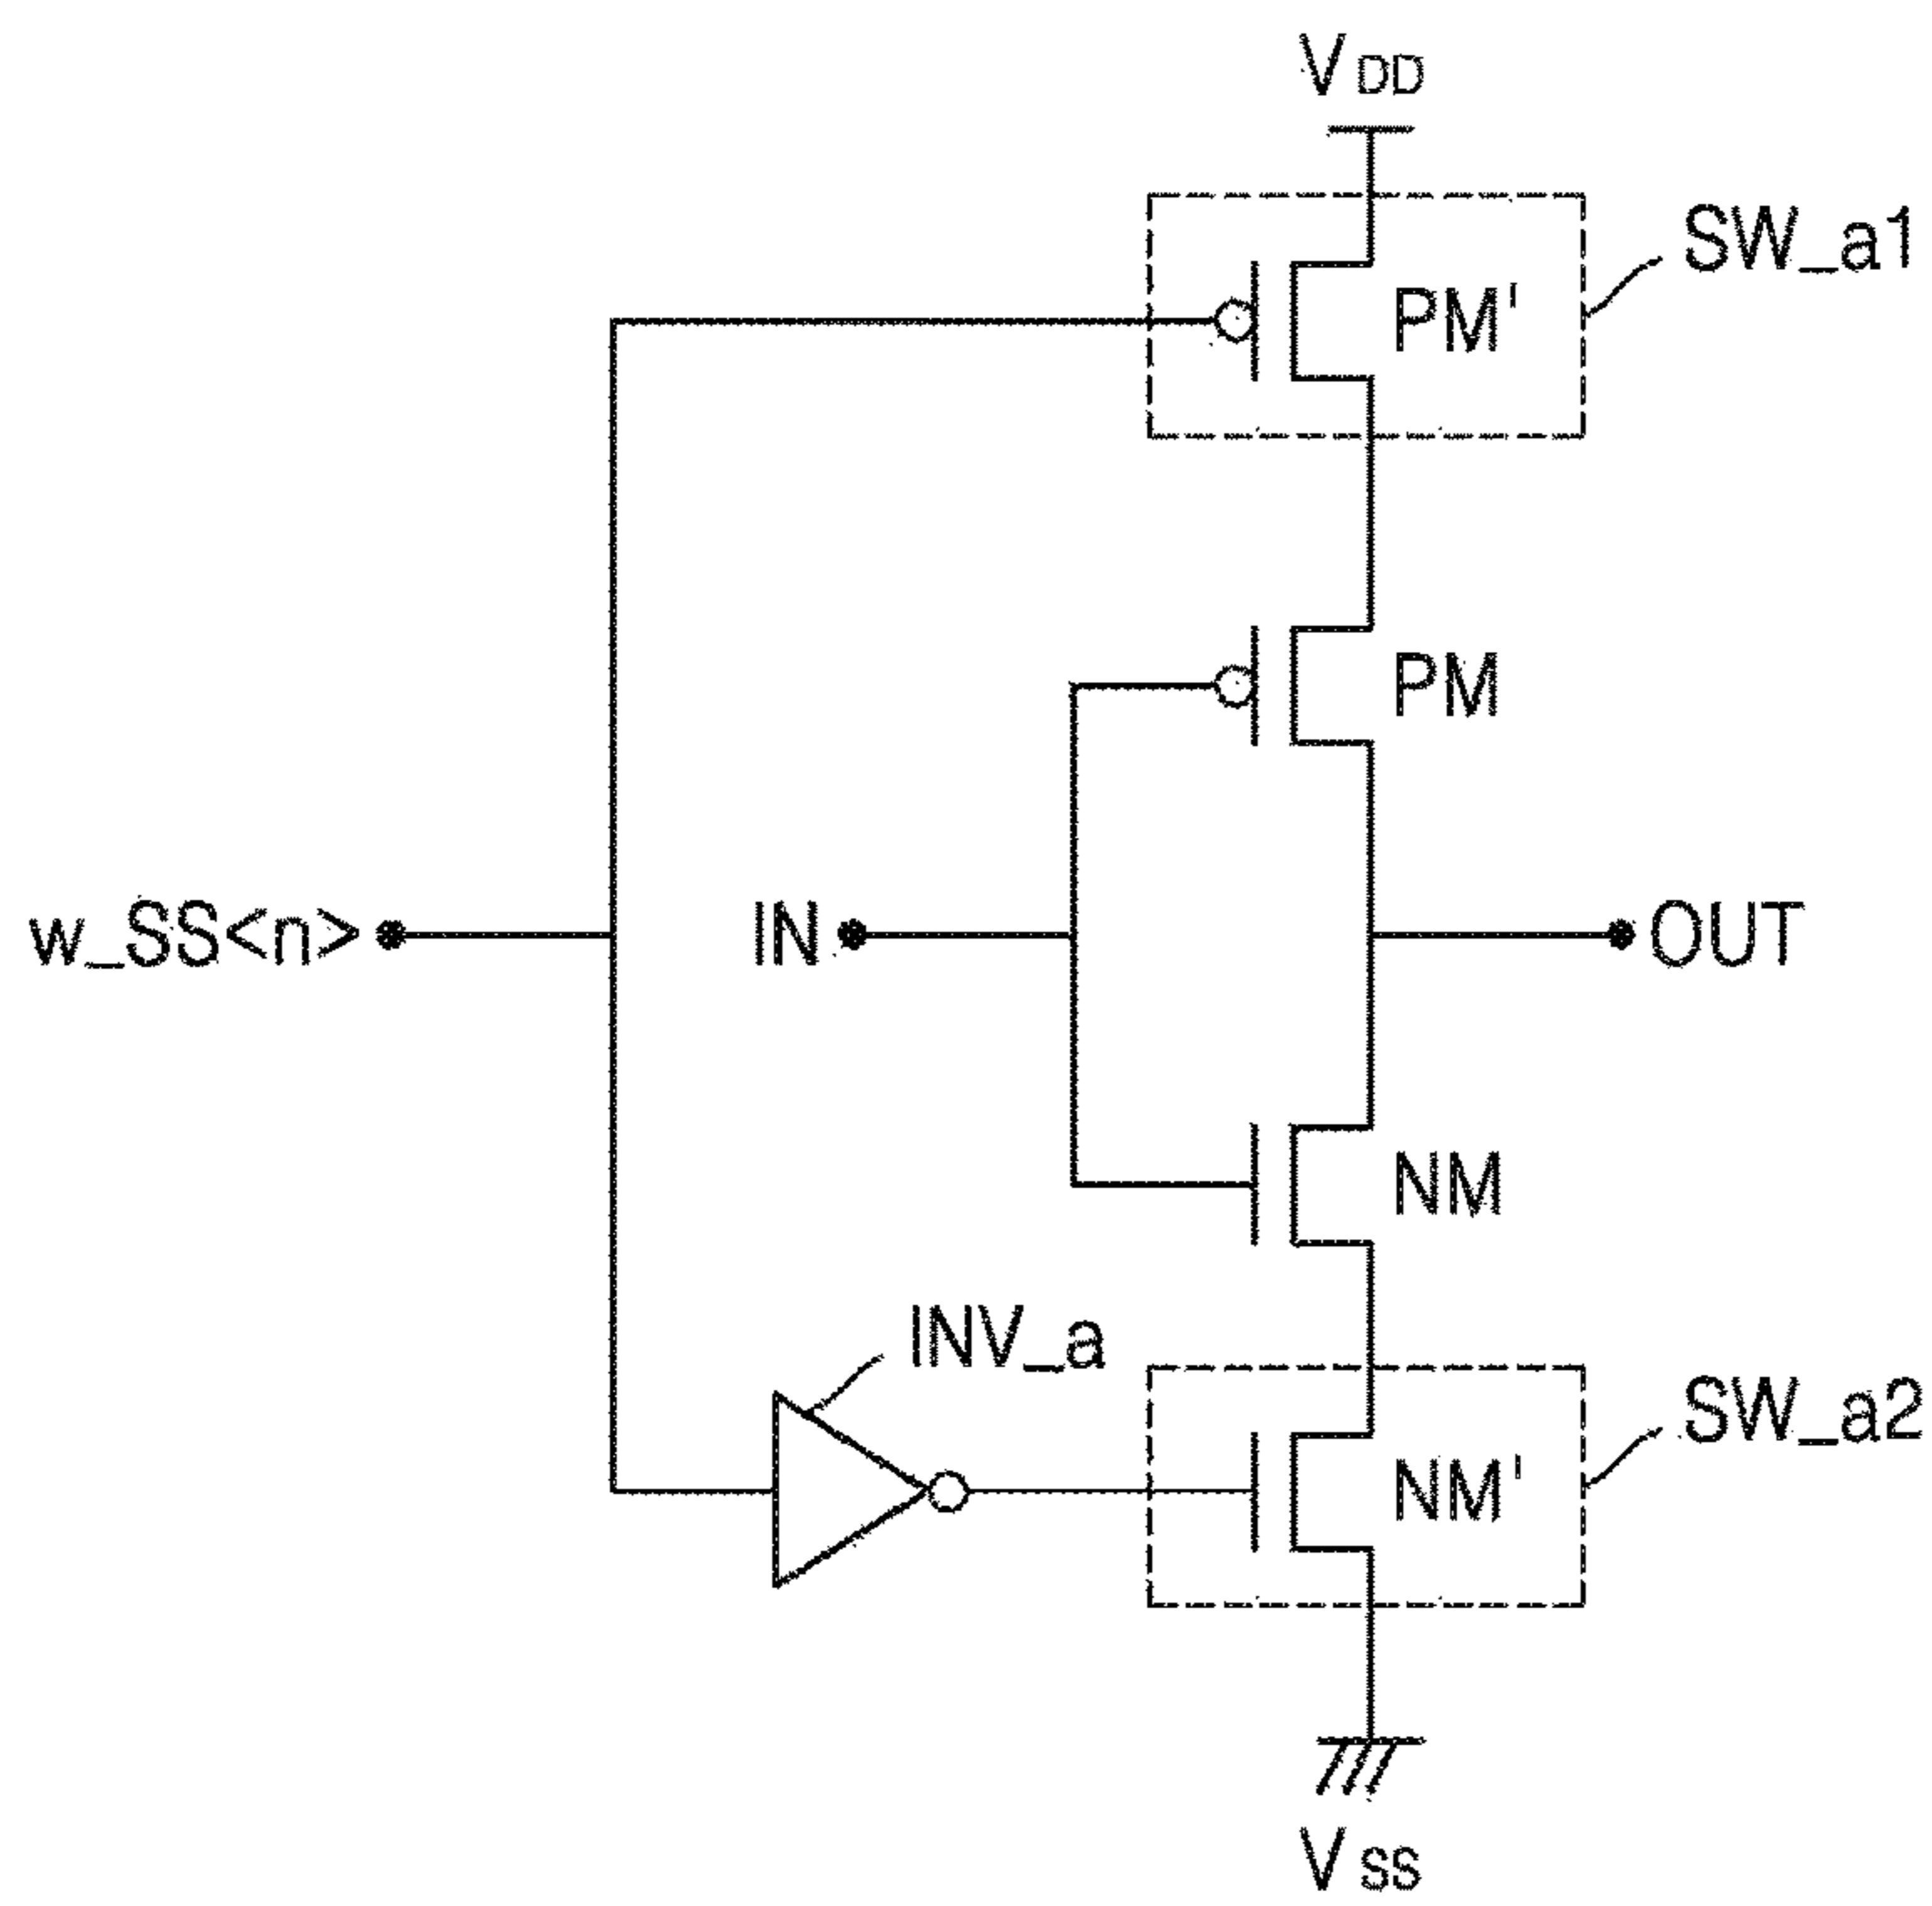 VDD
SW_a1
PM'
PM
w_SS<n>
IN
OUT
NM
INV_a
SW_a2
NM'
VSS